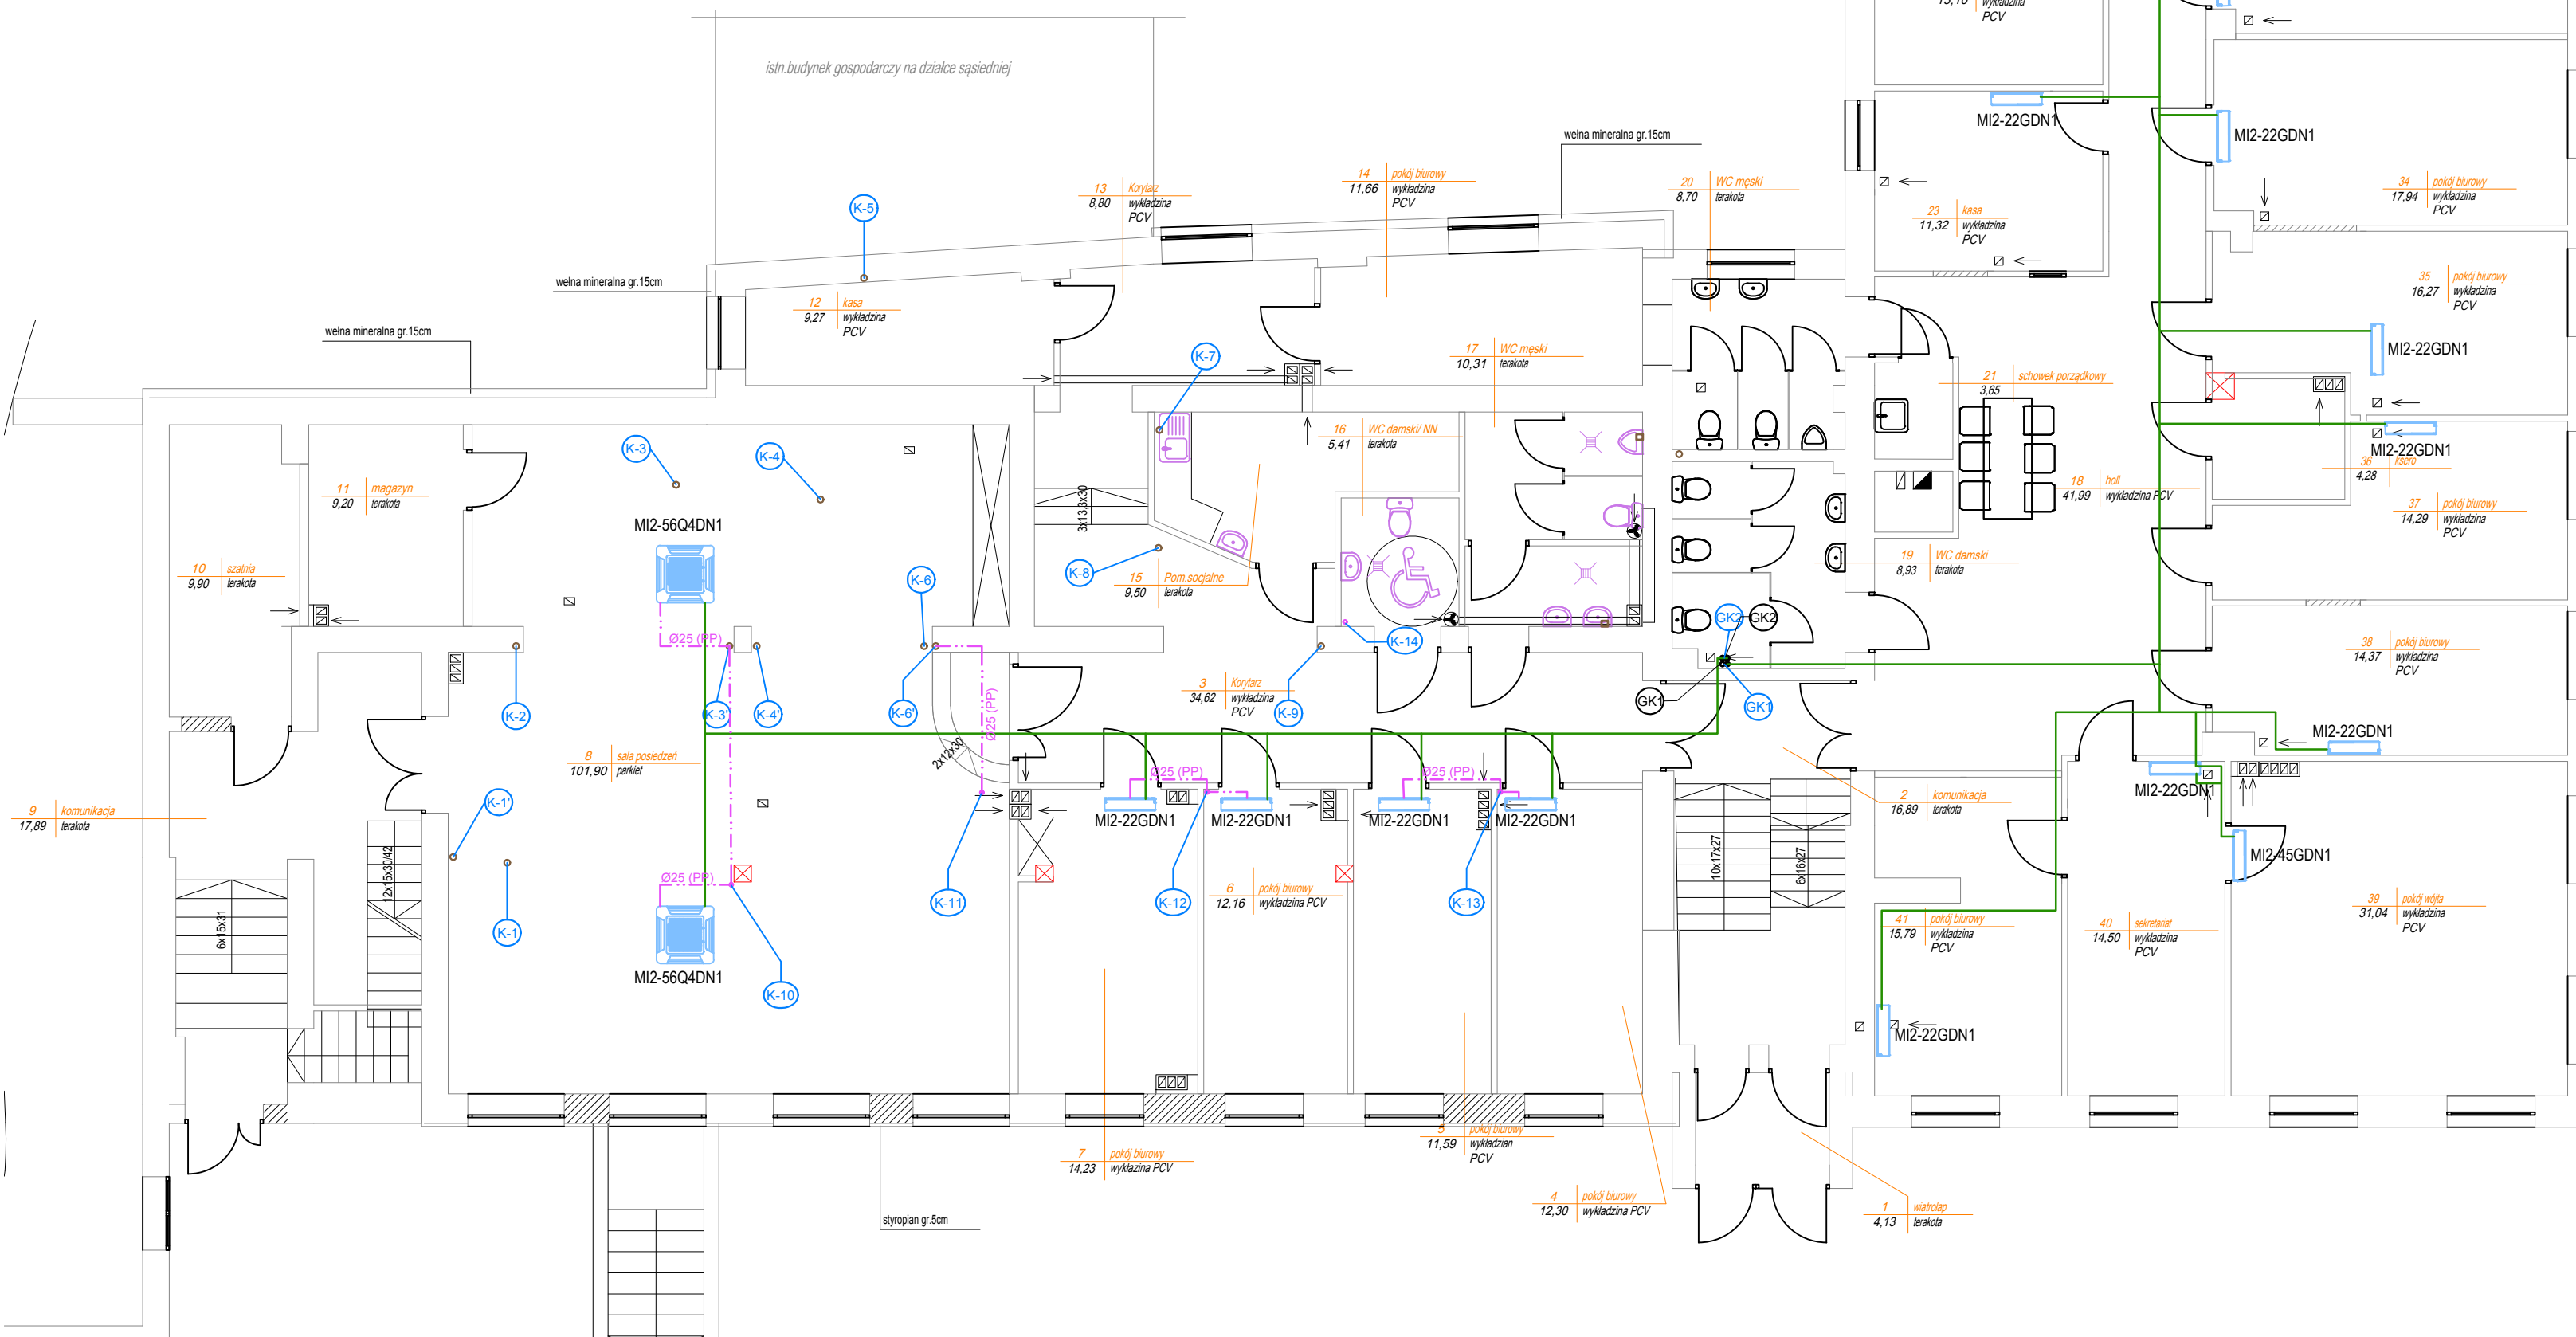 13,10
wykładzina
PCV
istn.budynek gospodarczy na działce sąsiedniej
wełna mineralna gr.15cm
MI2-22GDN1
MI2-22GDN1
13 Korytarz
8,80 wykładzina
PCV
14 pokój biurowy
11,66 wykładzina
PCV
20 WC męski
8,70 terakota
34 pokój biurowy
17,94 wykładzina
PCV
K-5
23 kasa
11,32 wykładzina
PCV
wełna mineralna gr.15cm
12 kasa
9,27 wykładzina
PCV
35 pokój biurowy
16,27 wykładzina
PCV
wełna mineralna gr.15cm
K-7
17 WC męski
10,31 terakota
MI2-22GDN1
21 schowek porządkowy
3,65
K-3
K-4
16 WC damski/ NN
5,41 terakota
MI2-22GDN1
36 ksero
4,28
11 magazyn
9,20 terakota
3x13,3x30
18 holl
41,99 wykładzina PCV
37 pokój biurowy
14,29 wykładzina
PCV
MI2-56Q4DN1
10 szatnia
9,90 terakota
K-6
K-8
15 Pom.socjalne
9,50 terakota
19 WC damski
8,93 terakota
Ø25 (PP)
K-14
GK2
GK2
38 pokój biurowy
14,37 wykładzina
PCV
3 Korytarz
34,62 wykładzina
PCV
K-2
K-3'
K-4'
K-6'
Ø25 (PP)
K-9
GK1
GK1
MI2-22GDN1
8 sala posiedzeń
101,90 parkiet
2x12x30
Ø25 (PP)
Ø25 (PP)
K-1'
9 komunikacja
17,89 terakota
2 komunikacja
16,89 terakota
MI2-22GDN1
MI2-22GDN1
MI2-22GDN1
MI2-22GDN1
MI2-22GDN1
MI2-45GDN1
12x15x30/42
10x17x27
6x16x27
Ø25 (PP)
6 pokój biurowy
12,16 wykładzina PCV
K-11
K-12
K-13
6x15x31
K-1
39 pokój wójta
31,04 wykładzina
PCV
41 pokój biurowy
15,79 wykładzina
PCV
40 sekretariat
14,50 wykładzina
PCV
MI2-56Q4DN1
K-10
MI2-22GDN1
5 pokój biurowy
11,59 wykładzian
PCV
7 pokój biurowy
14,23 wykłazina PCV
4 pokój biurowy
12,30 wykładzina PCV
styropian gr.5cm
1 wiatrołap
4,13 terakota